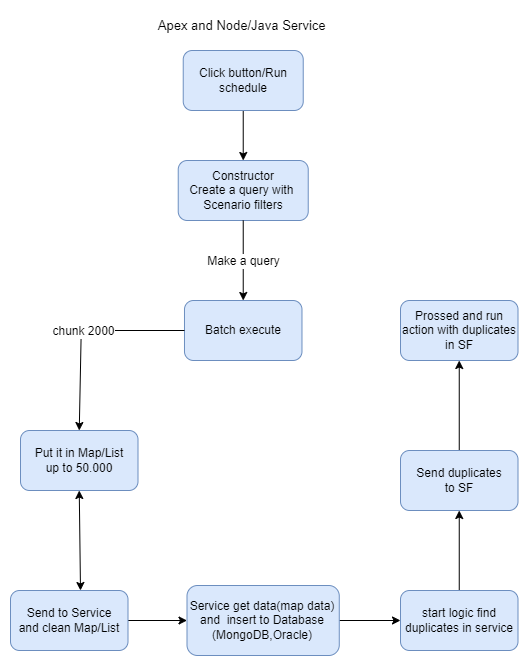 Apex and Node/Java Service
Click button/Run
schedule
Constructor
Create a query with
Scenario filters
Make a query
Batch execute
chunk 2000
Put it in Map/List
up to 50.000
Send to Service
and clean Map/List
Service get data(map data)
and insert to Database
(MongoDB,Oracle)
start logic find
duplicates in service
Send duplicates
to SF
Prossed and run
action with duplicates
in SF